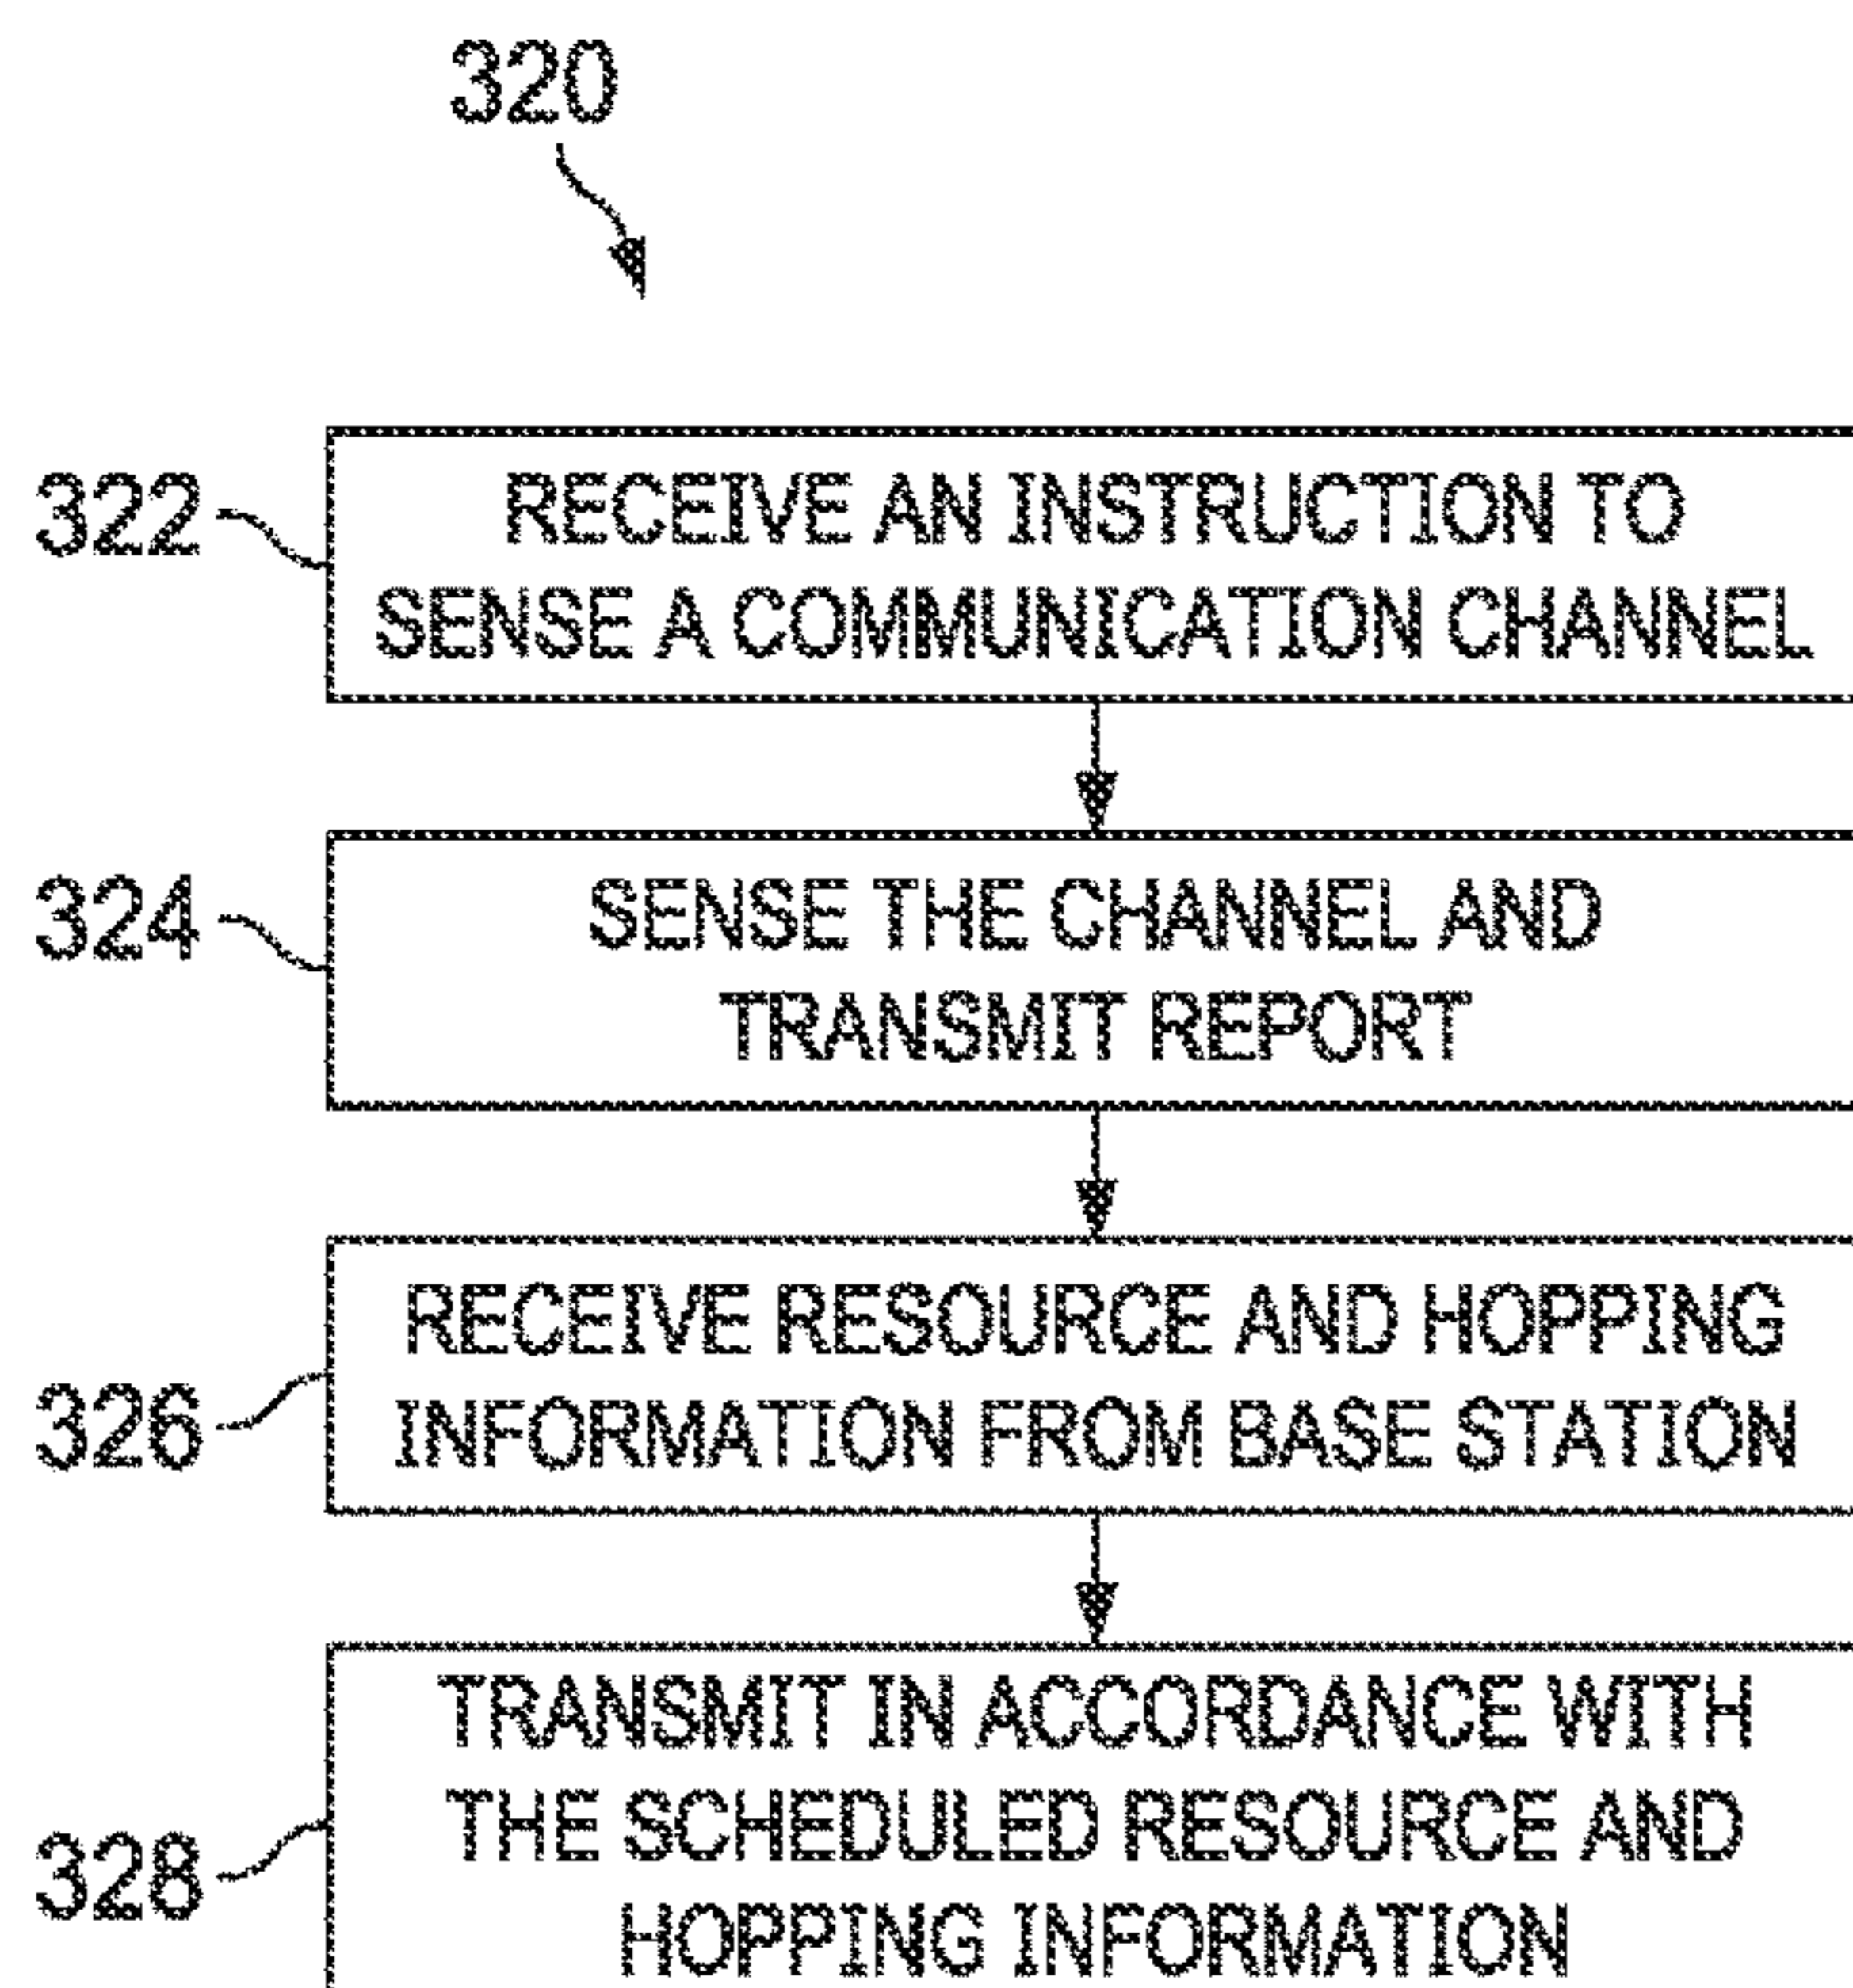 320
322
RECEIVE AN INSTRUCTION TO
SENSE A COMMUNICATION CHANNEL
324
SENSE THE CHANNEL AND
TRANSMIT REPORT
326
RECEIVE RESOURCE AND HOPPING
INFORMATION FROM BASE STATION
328
TRANSMIT IN ACCORDANCE WITH
THE SCHEDULED RESOURCE AND
HOPPING INFORMATION